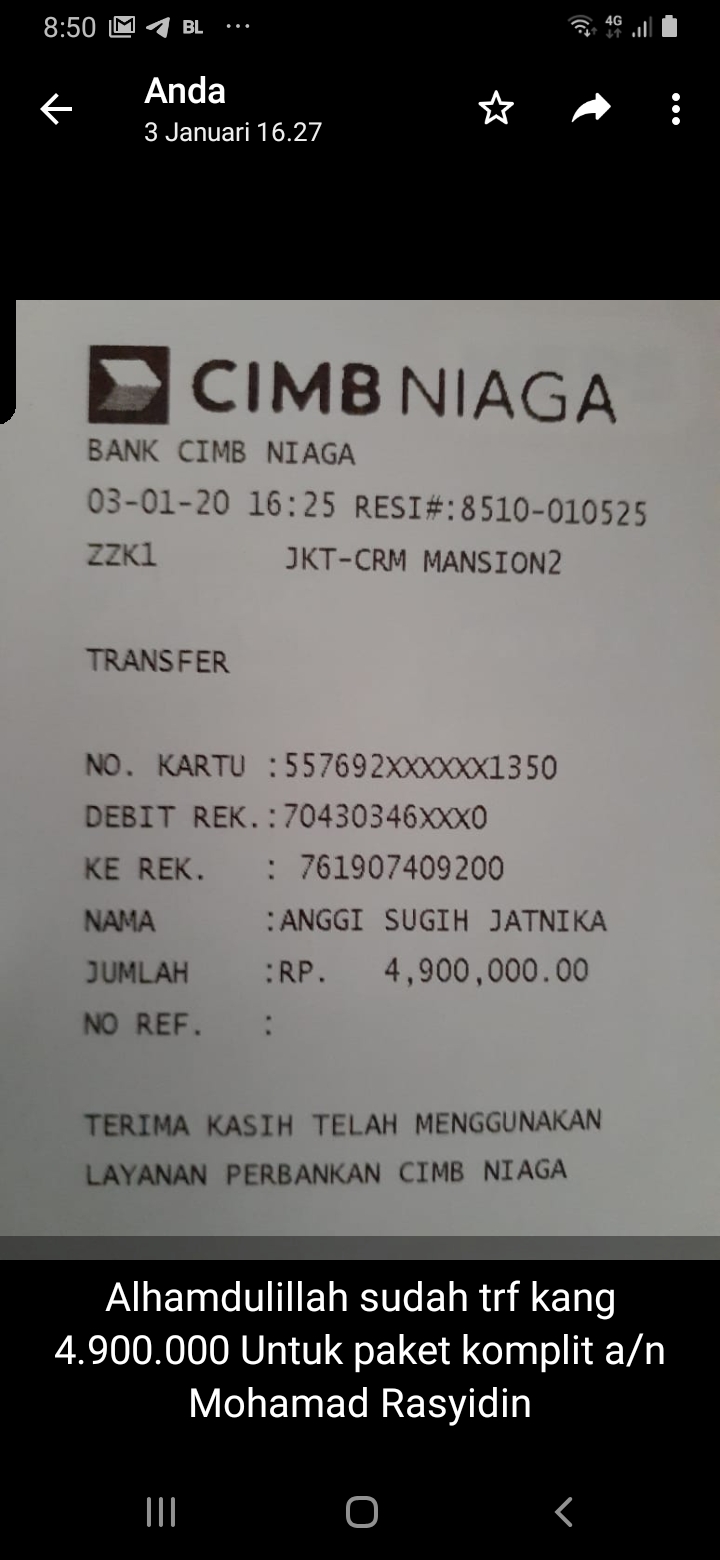 8:50 BL ...
4G
Anda
3 Januari 16.27
CIMB NIAGA
BANK CIMB NIAGA
03-01-20 16:25 RESI#:8510-010525
ZZK1 JKT-CRM MANSION2
TRANSFER
NO. KARTU :557692XXXXXX1350
DEBIT REK.:70430346XXX0
KE REK. : 761907409200
NAMA :ANGGI SUGIH JATNIKA
JUMLAH :RP. 4,900,000.00
NO REF. :
TERIMA KASIH TELAH MENGGUNAKAN
LAYANAN PERBANKAN CIMB NIAGA
Alhamdulillah sudah trf kang
4.900.000 Untuk paket komplit a/n
Mohamad Rasyidin